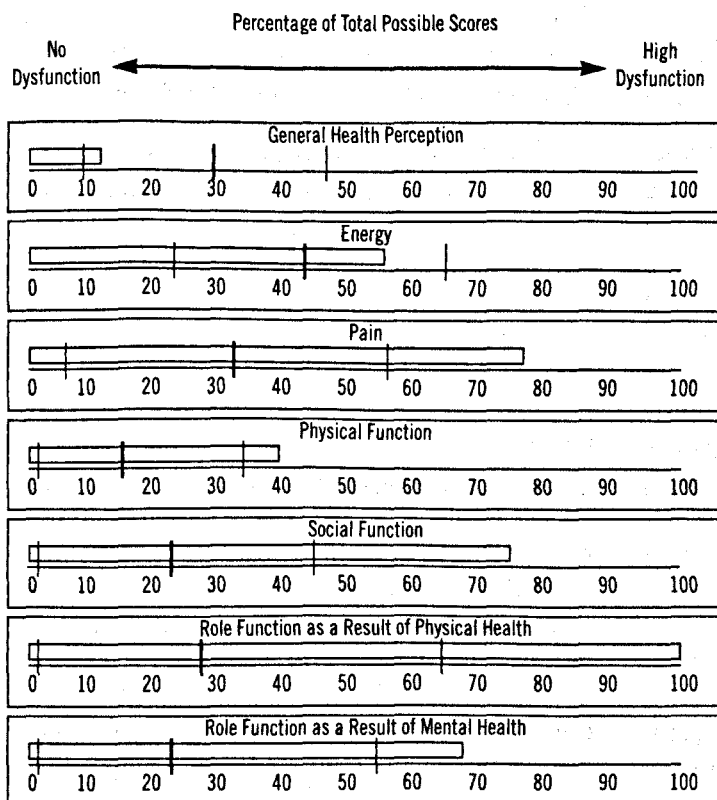 Percentage of Total Possible Scores
No
Dysfunction
High
Dysfunction
General Health Perception
0 10 20 30 40 50 60 70 80 90 100
Energy
0 10 20 30 40 50 60 70 80 90 100
Pain
0 10 20 30 40 50 60 70 80 90 100
Physical Function
0 10 20 30 40 50 60 70 80 90 100
Social Function
0 10 20 30 40 50 60 70 80 90 100
Role Function as a Result of Physical Health
0 10 20 30 40 50 60 70 80 90 100
Role Function as a Result of Mental Health
0 10 20 30 40 50 60 70 80 90 100